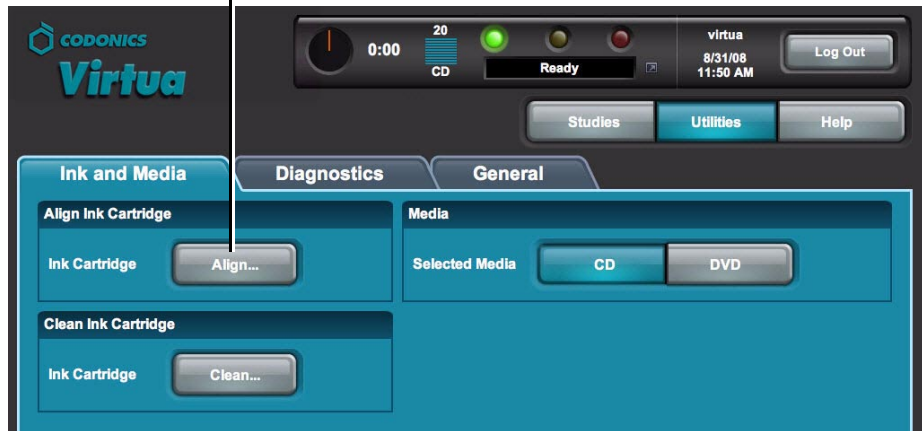 CODONICS
Virtua
0:00
20
CD
Ready
virtua
8/31/08
11:50 AM
Log Out
Studies
Utilities
Help
Ink and Media
Diagnostics
General
Align Ink Cartridge
Ink Cartridge
Align...
Media
Selected Media
CD
DVD
Clean Ink Cartridge
Ink Cartridge
Clean...